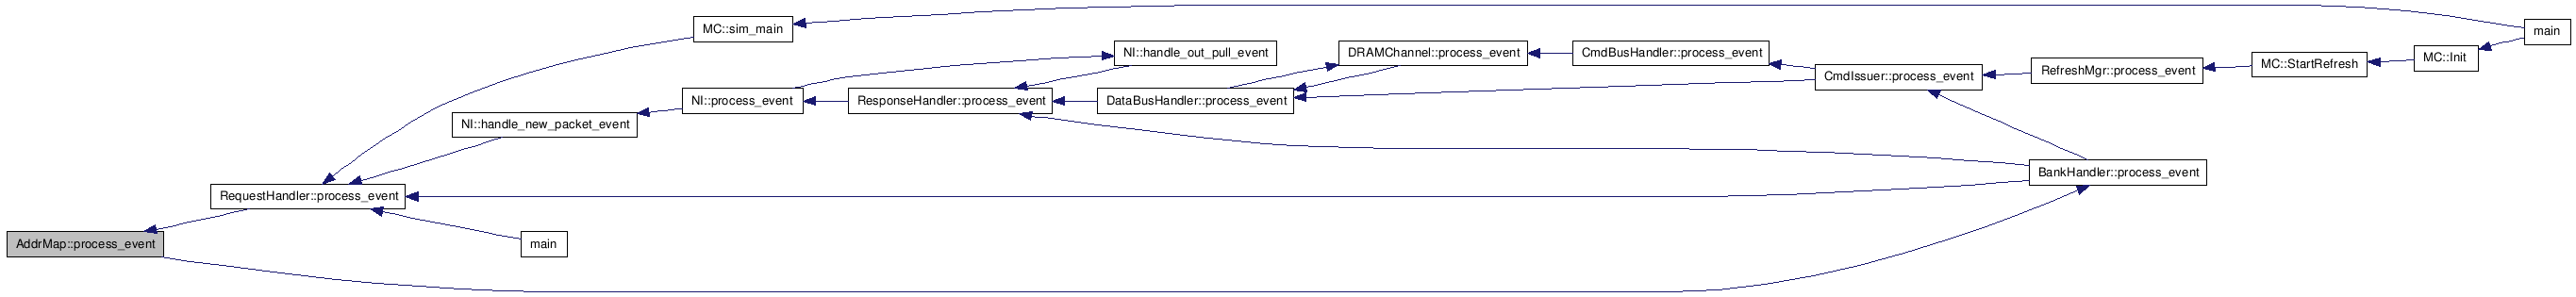 MC::sim_main
main
NI::handle_out_pull_event
DRAMChannel::process_event
CmdBusHandler::process_event
MC::Init
MC::StartRefresh
RefreshMgr::process_event
CmdIssuer::process_event
NI::process_event
ResponseHandler::process_event
DataBusHandler::process_event
NI::handle_new_packet_event
BankHandler::process_event
RequestHandler::process_event
AddrMap::process_event
main